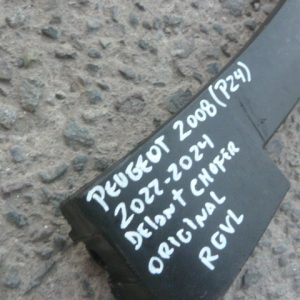 PEUGEOT 2008 (P24)
2022-2024
DELANT CHOFER
ORIGINAL
RGVL